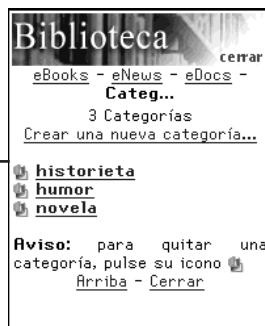 Biblioteca
cerrar
eBooks - eNews - eDocs -
Categ...
3 Categorías
Crear una nueva categoría...
historieta
humor
novela
Aviso: para quitar una
categoría, pulse su icono
Arriba - Cerrar